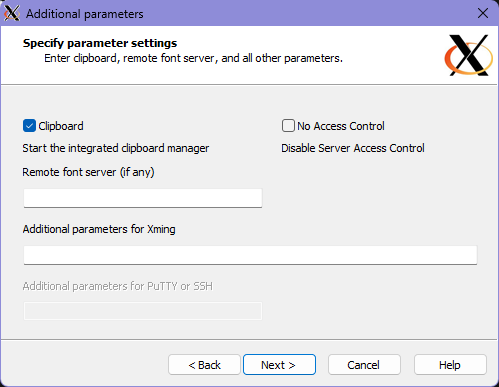 Additional parameters
Specify parameter settings
Enter clipboard, remote font server, and all other parameters.
Clipboard
No Access Control
Start the integrated clipboard manager
Disable Server Access Control
Remote font server (if any)
Additional parameters for Xming
Additional parameters for PuTTY or SSH
< Back
Next >
Cancel
Help